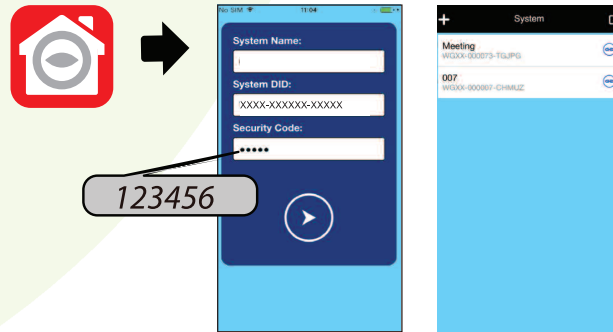 No SIM 11:04
System Name:
System DID:
XXXX-XXXXXX-XXXXX
Security Code:
•••••
123456
System
Meeting
WGXX-000073-TGJPG
007
WGXX-000007-CHMUZ